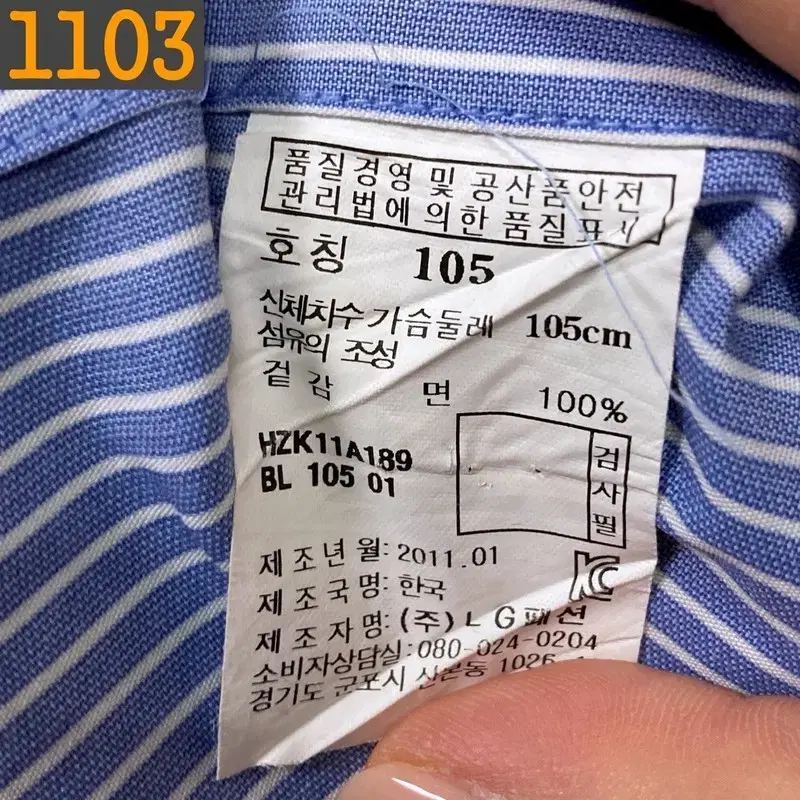 1103
품질경영 및 공산품안전
관리법에 의한 품질표시
호칭 105
신체치수 가슴둘레 105cm
섬유의 조성
겉감 면 100%
HZK11A189
BL 105 01
검사필
제조년월: 2011.01
제조국명: 한국
제조자명: (주)LG패션
소비자상담실: 080-024-0204
경기도 군포시 산본동 1026